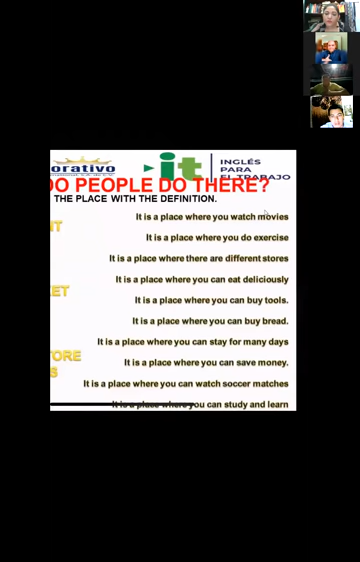 orativo
it
INGLÉS
PARA
EL TRABAJO
DO PEOPLE DO THERE?
THE PLACE WITH THE DEFINITION.
It is a place where you watch movies
NT
It is a place where you do exercise
It is a place where there are different stores
It is a place where you can eat deliciously
ET
It is a place where you can buy tools.
It is a place where you can buy bread.
It is a place where you can stay for many days
TORE
It is a place where you can save money.
S
It is a place where you can watch soccer matches
It is a place where you can study and learn